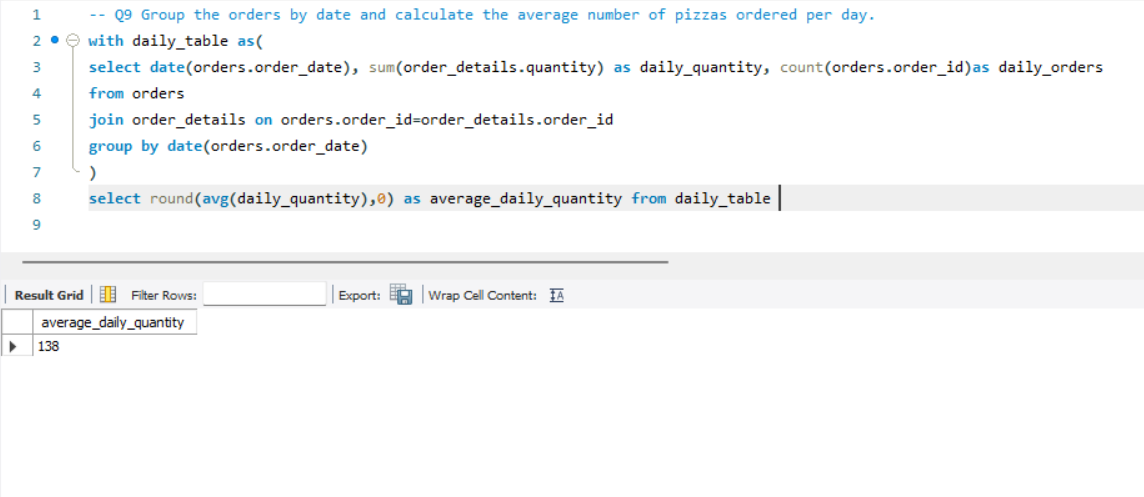 1 -- Q9 Group the orders by date and calculate the average number of pizzas ordered per day.
2 with daily_table as(
3 select date(orders.order_date), sum(order_details.quantity) as daily_quantity, count(orders.order_id)as daily_orders
4 from orders
5 join order_details on orders.order_id=order_details.order_id
6 group by date(orders.order_date)
7 )
8 select round(avg(daily_quantity),0) as average_daily_quantity from daily_table
9
Result Grid Filter Rows: Export: Wrap Cell Content: IA
average_daily_quantity
138